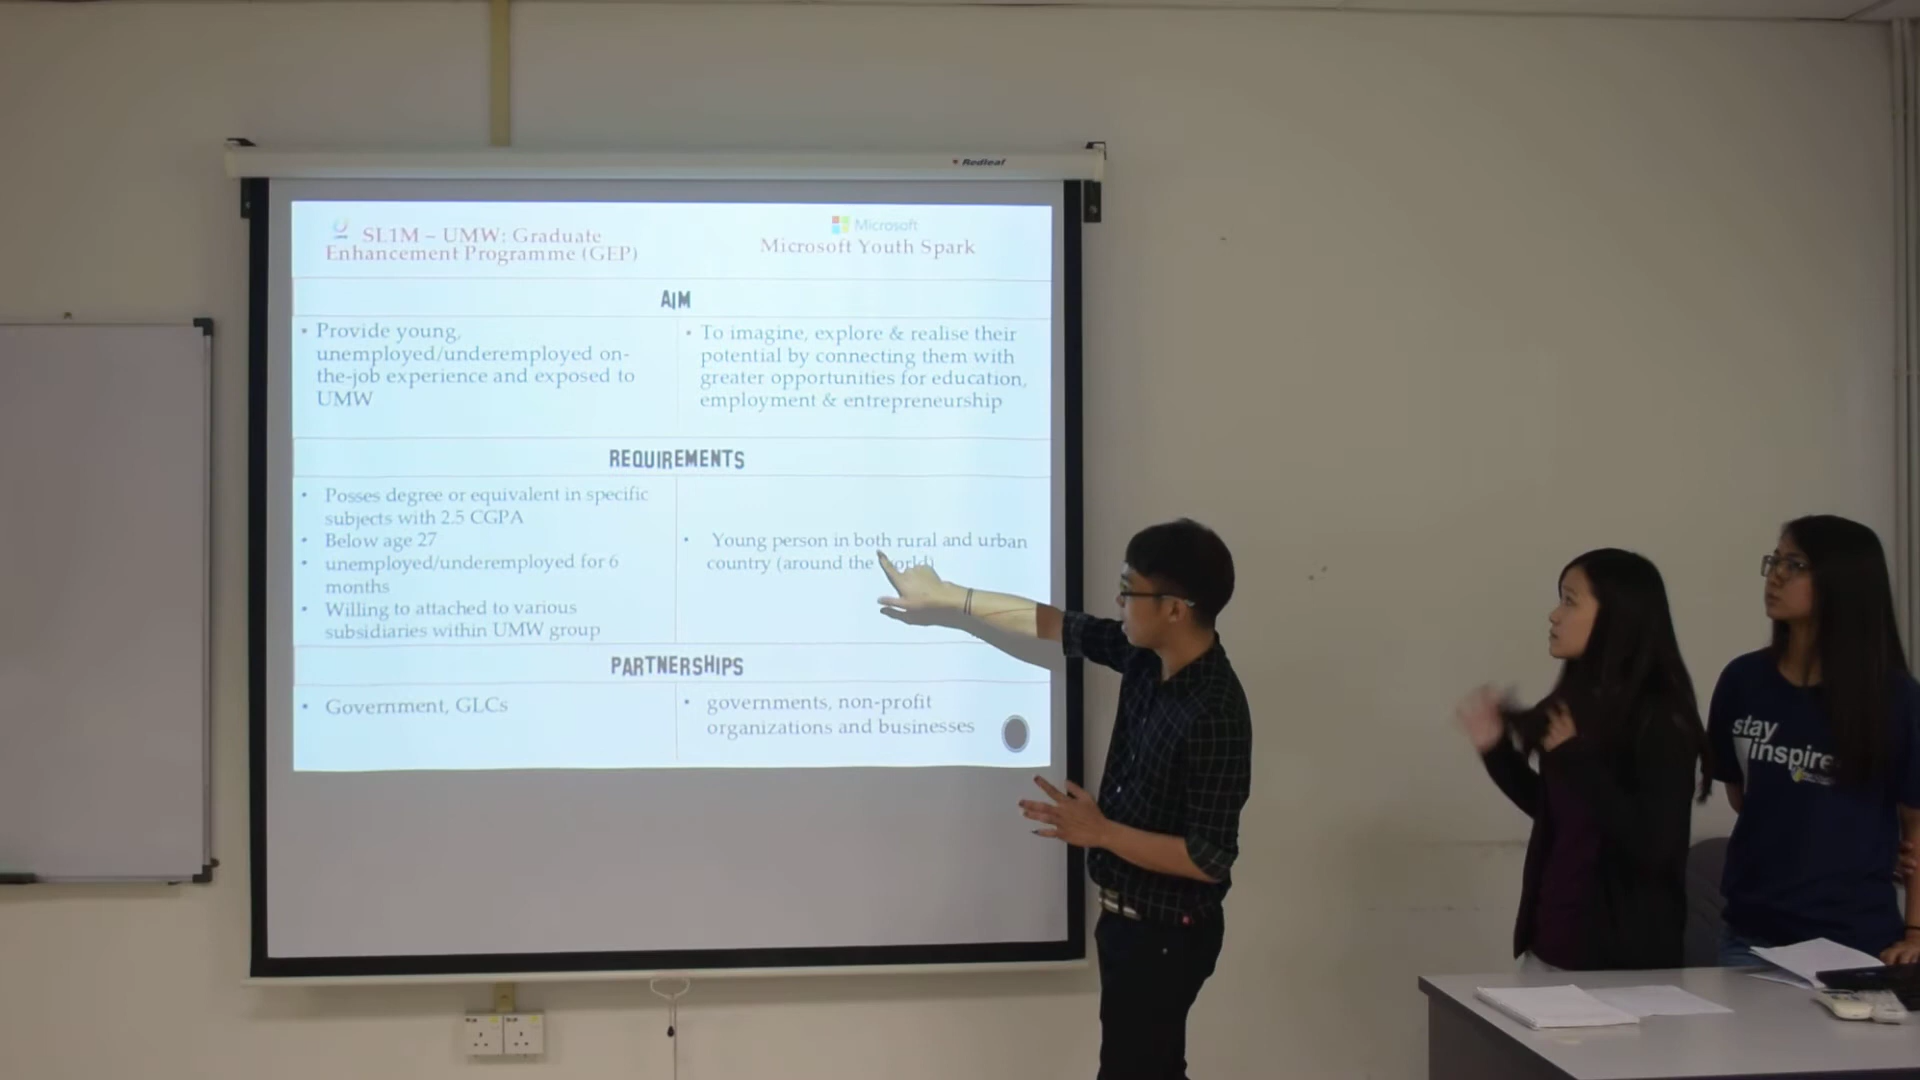 Redleaf
SL1M – UMW: Graduate
Enhancement Programme (GEP)
Microsoft
Microsoft Youth Spark
AIM
• Provide young,
unemployed/underemployed on-
the-job experience and exposed to
UMW
• To imagine, explore & realise their
potential by connecting them with
greater opportunities for education,
employment & entrepreneurship
REQUIREMENTS
• Posses degree or equivalent in specific
subjects with 2.5 CGPA
• Below age 27
• unemployed/underemployed for 6
months
• Willing to attached to various
subsidiaries within UMW group
• Young person in both rural and urban
country (around the world)
PARTNERSHIPS
• Government, GLCs
• governments, non-profit
organizations and businesses
stay
inspire